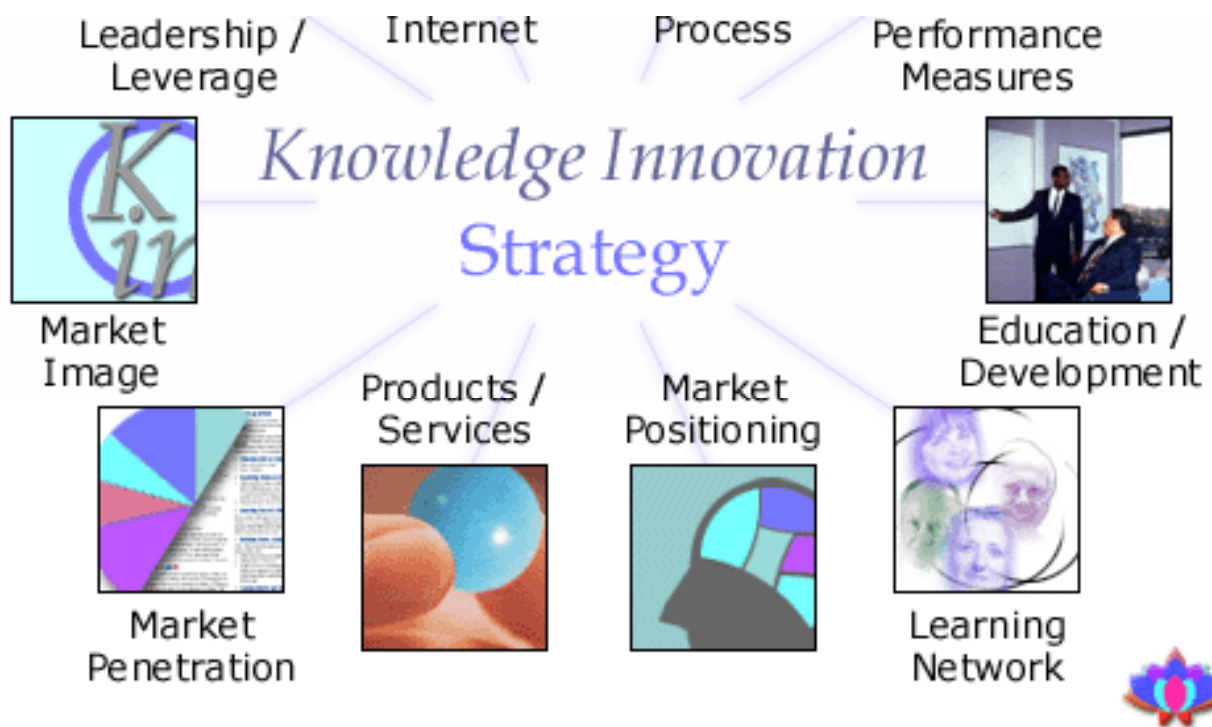 Leadership /
Leverage
Internet
Process
Performance
Measures
Knowledge Innovation
Strategy
K
in
Market
Image
Education /
Development
Products /
Services
Market
Positioning
Market
Penetration
Learning
Network